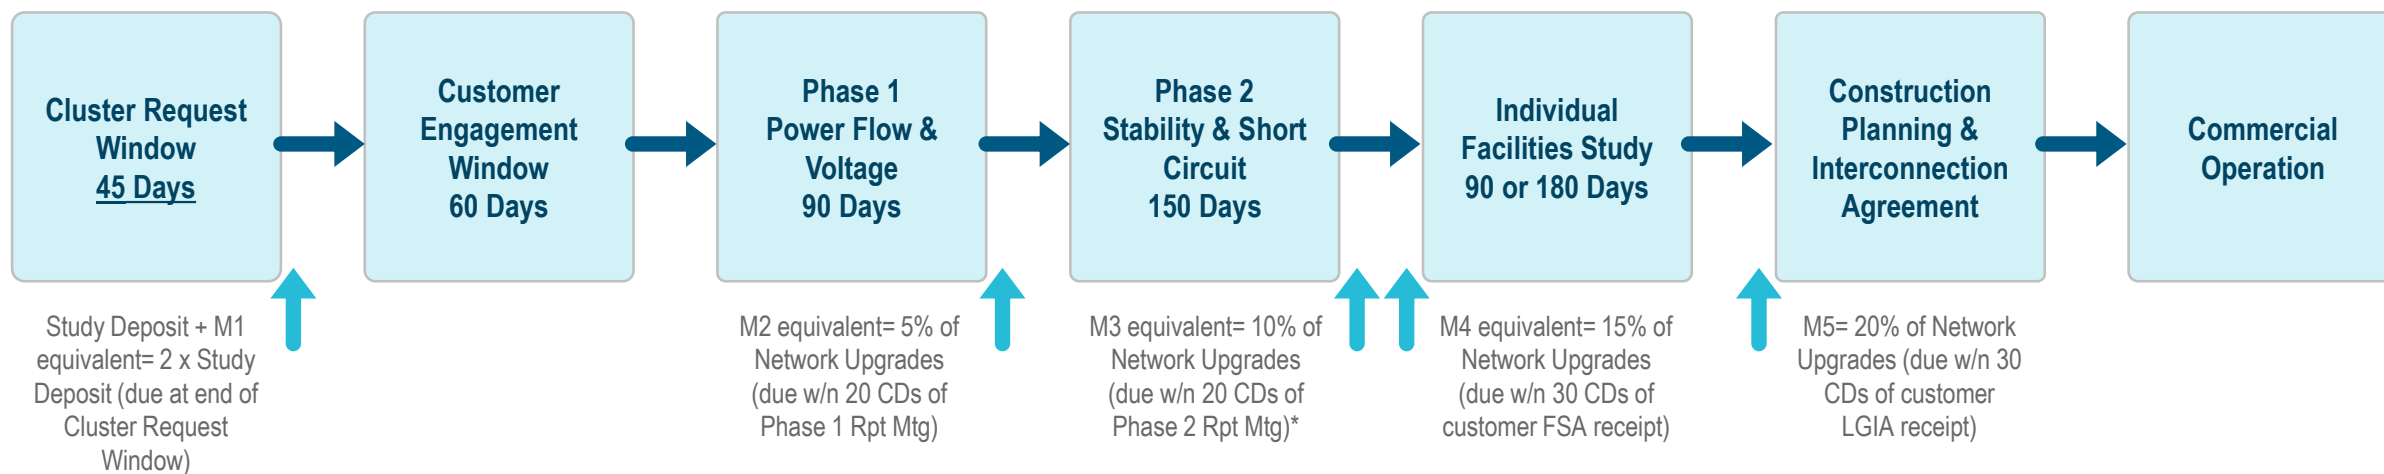 Cluster Request
Window
45 Days
Customer
Engagement
Window
60 Days
Phase 1
Power Flow &
Voltage
90 Days
Phase 2
Stability & Short
Circuit
150 Days
Individual
Facilities Study
90 or 180 Days
Construction
Planning &
Interconnection
Agreement
Commercial
Operation
Study Deposit + M1
equivalent= 2 x Study
Deposit (due at end of
Cluster Request
Window)
M2 equivalent= 5% of
Network Upgrades
(due w/n 20 CDs of
Phase 1 Rpt Mtg)
M3 equivalent= 10% of
Network Upgrades
(due w/n 20 CDs of
Phase 2 Rpt Mtg)*
M4 equivalent= 15% of
Network Upgrades
(due w/n 30 CDs of
customer FSA receipt)
M5= 20% of Network
Upgrades (due w/n 30
CDs of customer
LGIA receipt)